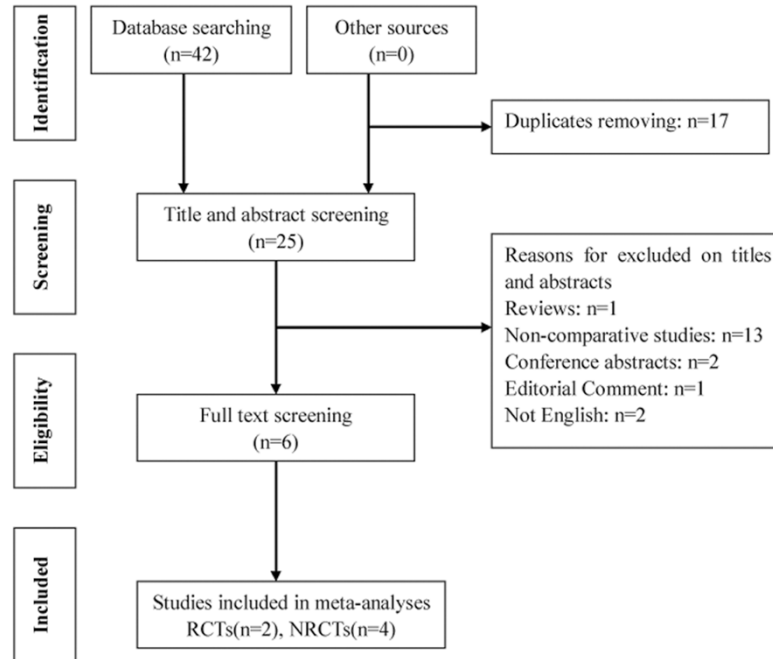 Identification
Database searching
(n=42)
Other sources
(n=0)
Duplicates removing: n=17
Screening
Title and abstract screening
(n=25)
Reasons for excluded on titles
and abstracts
Reviews: n=1
Non-comparative studies: n=13
Conference abstracts: n=2
Editorial Comment: n=1
Not English: n=2
Eligibility
Full text screening
(n=6)
Included
Studies included in meta-analyses
RCTs(n=2), NRCTs(n=4)